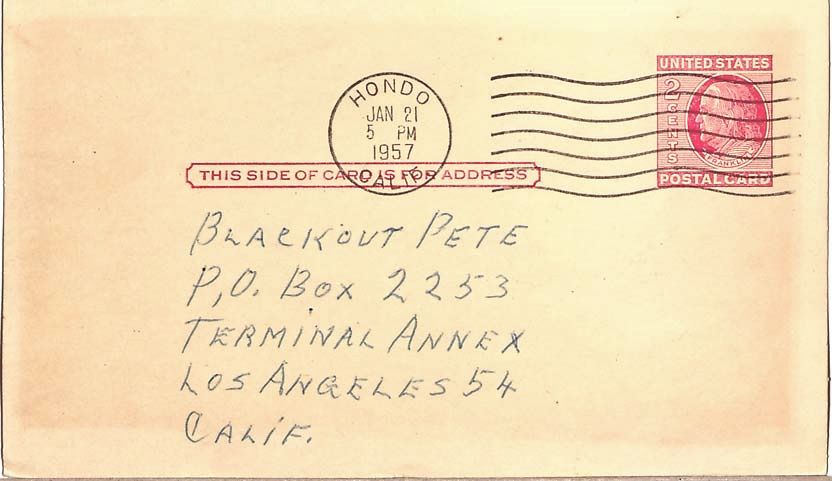 UNITED STATES
2 CENTS
FRANKLIN
POSTAL CARD
HONDO
JAN 21
5 PM
1957
CALIF.
THIS SIDE OF CARD IS FOR ADDRESS
BLACKOUT PETE
P,O. BOX 2253
TERMINAL ANNEX
LOS ANGELES 54
CALIF.